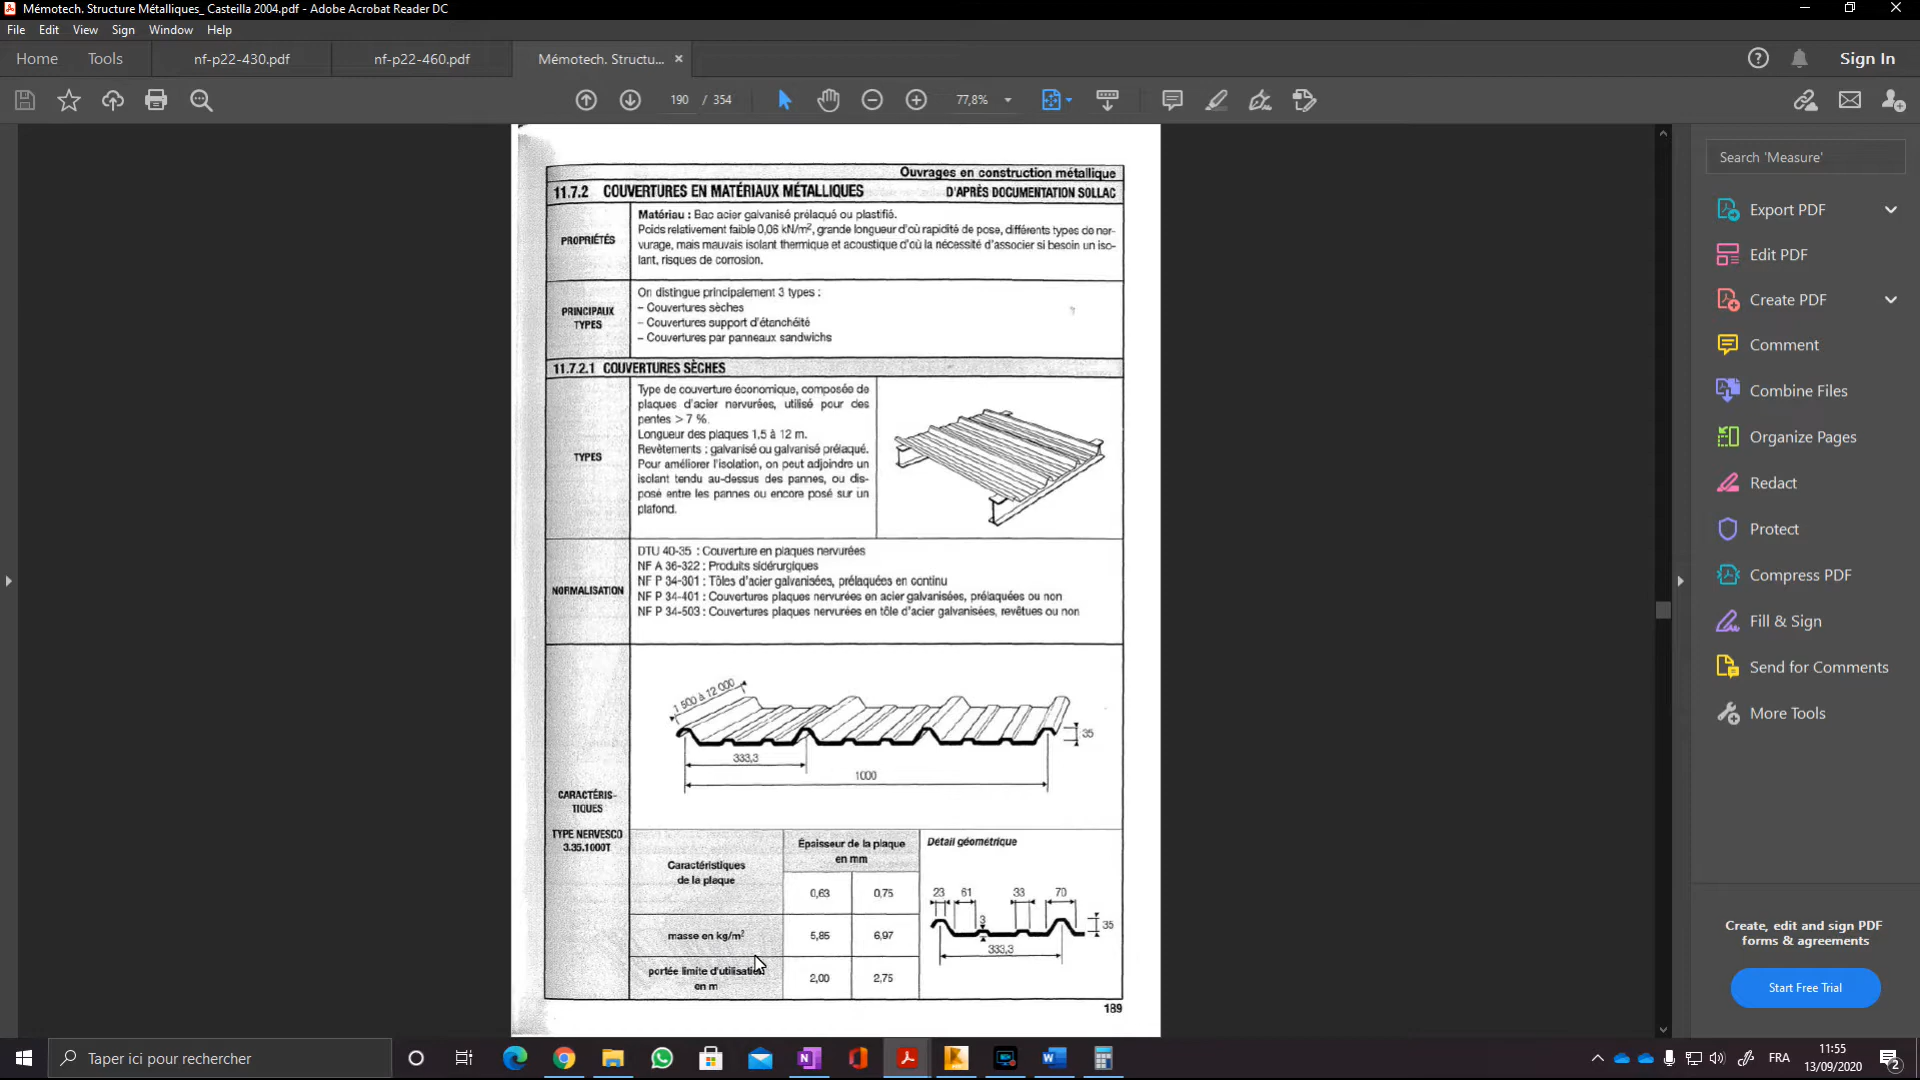 Mémotech. Structure Métalliques_ Casteilla 2004.pdf - Adobe Acrobat Reader DC
File Edit View Sign Window Help
Home Tools nf-p22-430.pdf nf-p22-460.pdf Mémotech. Structu... Sign In
190 / 354 77,8%
Ouvrages en construction métallique
11.7.2 COUVERTURES EN MATÉRIAUX MÉTALLIQUES D'APRÈS DOCUMENTATION SOLLAC
PROPRIÉTÉS
Matériau : Bac acier galvanisé prélaqué ou plastifié.
Poids relativement faible 0,06 kN/m², grande longueur d'où rapidité de pose, différents types de ner-
vurage, mais mauvais isolant thermique et acoustique d'où la nécessité d'associer si besoin un iso-
lant, risques de corrosion.
PRINCIPAUX
TYPES
On distingue principalement 3 types :
– Couvertures sèches
– Couvertures support d'étanchéité
– Couvertures par panneaux sandwichs
11.7.2.1 COUVERTURES SÈCHES
TYPES
Type de couverture économique, composée de
plaques d'acier nervurées, utilisé pour des
pentes > 7 %.
Longueur des plaques 1,5 à 12 m.
Revêtements : galvanisé ou galvanisé prélaqué.
Pour améliorer l'isolation, on peut adjoindre un
isolant tendu au-dessus des pannes, ou dis-
posé entre les pannes ou encore posé sur un
plafond.
NORMALISATION
DTU 40-35 : Couverture en plaques nervurées
NF A 36-322 : Produits sidérurgiques
NF P 34-301 : Tôles d'acier galvanisées, prélaquées en continu
NF P 34-401 : Couvertures plaques nervurées en acier galvanisées, prélaquées ou non
NF P 34-503 : Couvertures plaques nervurées en tôle d'acier galvanisées, revêtues ou non
CARACTÉRIS-
TIQUES
TYPE NERVESCO
3.35.1000T
1 500 à 12 000
35
333,3
1000
Caractéristiques
de la plaque
Épaisseur de la plaque
en mm
0,63 0,75
masse en kg/m² 5,85 6,97
portée limite d'utilisation
en m
2,00 2,75
Détail géométrique
23 61 33 70
3
35
333,3
189
Search 'Measure'
Export PDF
Edit PDF
Create PDF
Comment
Combine Files
Organize Pages
Redact
Protect
Compress PDF
Fill & Sign
Send for Comments
More Tools
Create, edit and sign PDF
forms & agreements
Start Free Trial
Taper ici pour rechercher
FRA
11:55
13/09/2020
2